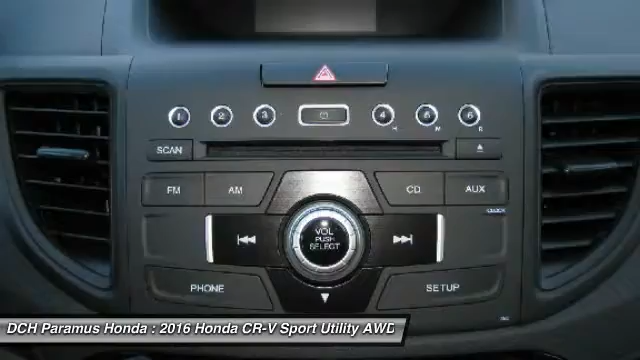 1 2 3 4 5 6
H M R
SCAN
FM AM CD AUX
CLOCK
VOL
PUSH
SELECT
PHONE SETUP
DCH Paramus Honda : 2016 Honda CR-V Sport Utility AWD